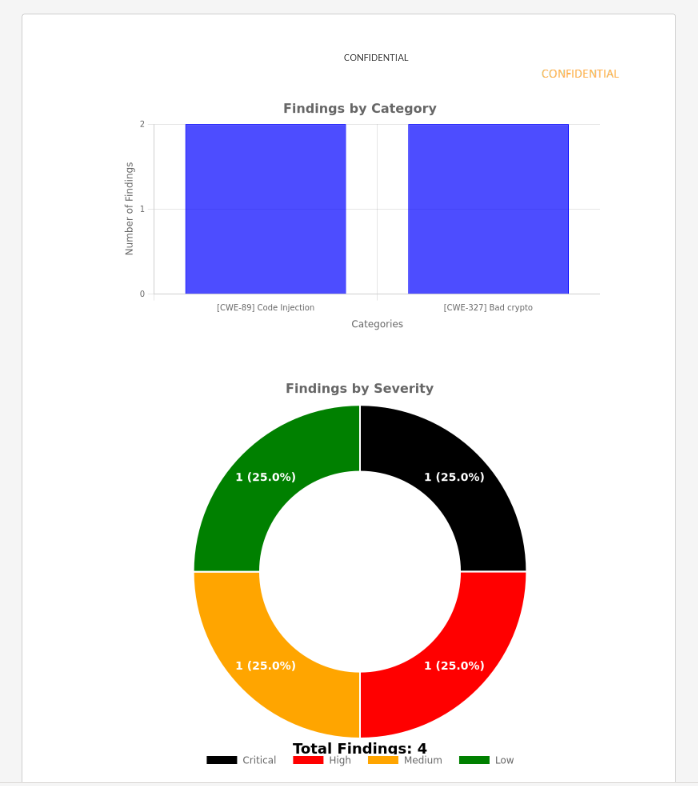 CONFIDENTIAL
CONFIDENTIAL
Findings by Category
2
1
0
Number of Findings
[CWE-89] Code Injection [CWE-327] Bad crypto
Categories
Findings by Severity
1 (25.0%) 1 (25.0%)
1 (25.0%) 1 (25.0%)
Total Findings: 4
Critical High Medium Low